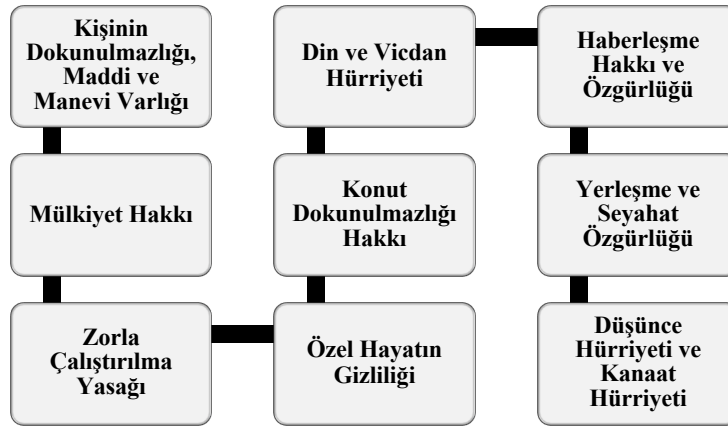 Kişinin
Dokunulmazlığı,
Maddi ve
Manevi Varlığı
Mülkiyet Hakkı
Zorla
Çalıştırılma
Yasağı
Özel Hayatın
Gizliliği
Konut
Dokunulmazlığı
Hakkı
Din ve Vicdan
Hürriyeti
Haberleşme
Hakkı ve
Özgürlüğü
Yerleşme ve
Seyahat
Özgürlüğü
Düşünce
Hürriyeti ve
Kanaat
Hürriyeti